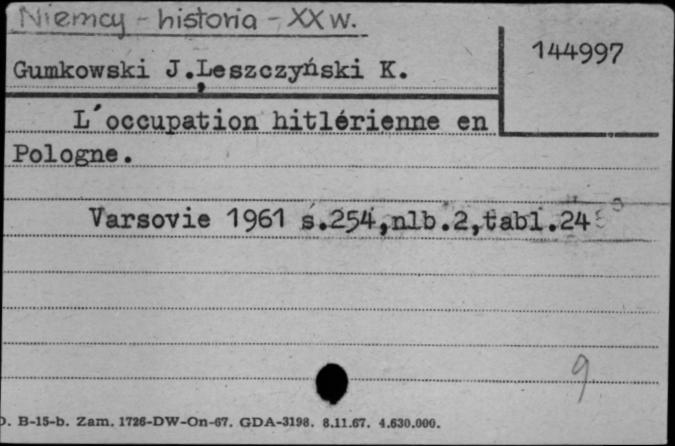 Niemcy - historia - XX w.
144997
Gumkowski J.,Leszczyński K.
L'occupation hitlérienne en
Pologne.
Varsovie 1961 s.254,nlb.2,tabl.24
9
D. B-15-b. Zam. 1726-DW-On-67. GDA-3198. 8.11.67. 4.630.000.